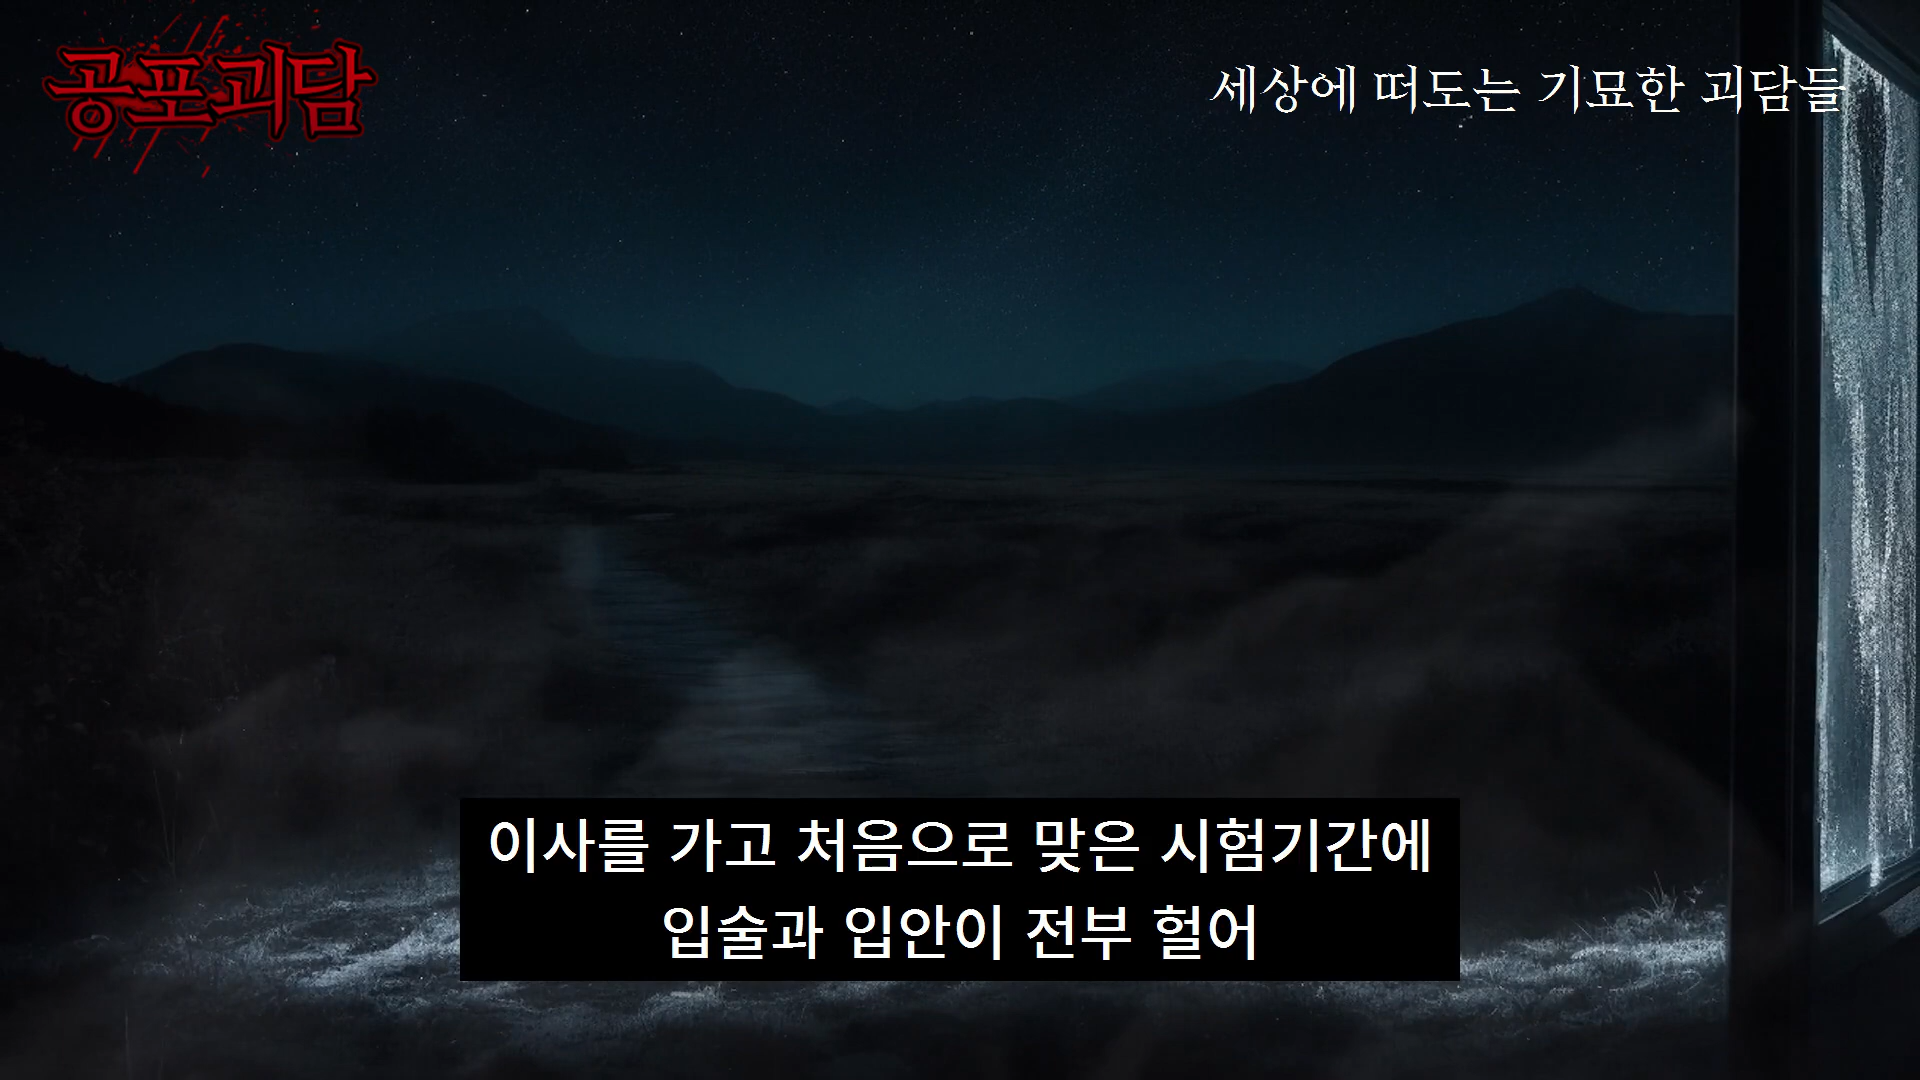 공포괴담
세상에 떠도는 기묘한 괴담들
이사를 가고 처음으로 맞은 시험기간에
입술과 입안이 전부 헐어